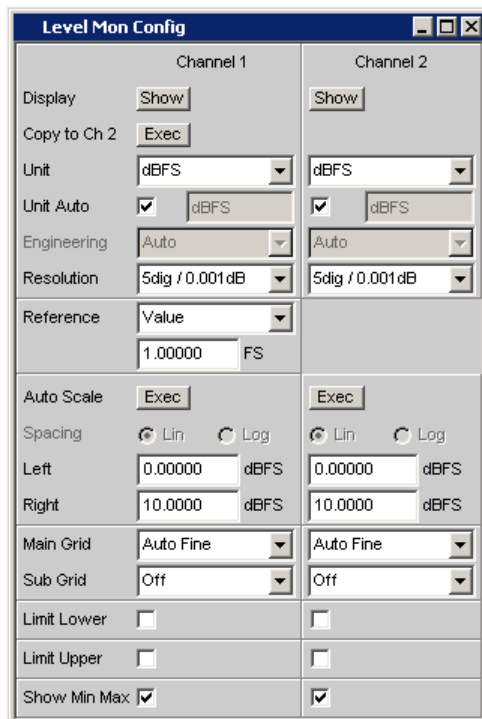 Level Mon Config
Channel 1 Channel 2
Display Show Show
Copy to Ch 2 Exec
Unit dBFS dBFS
Unit Auto dBFS dBFS
Engineering Auto Auto
Resolution 5dig / 0.001dB 5dig / 0.001dB
Reference Value
1.00000 FS
Auto Scale Exec Exec
Spacing Lin Log Lin Log
Left 0.00000 dBFS 0.00000 dBFS
Right 10.0000 dBFS 10.0000 dBFS
Main Grid Auto Fine Auto Fine
Sub Grid Off Off
Limit Lower
Limit Upper
Show Min Max